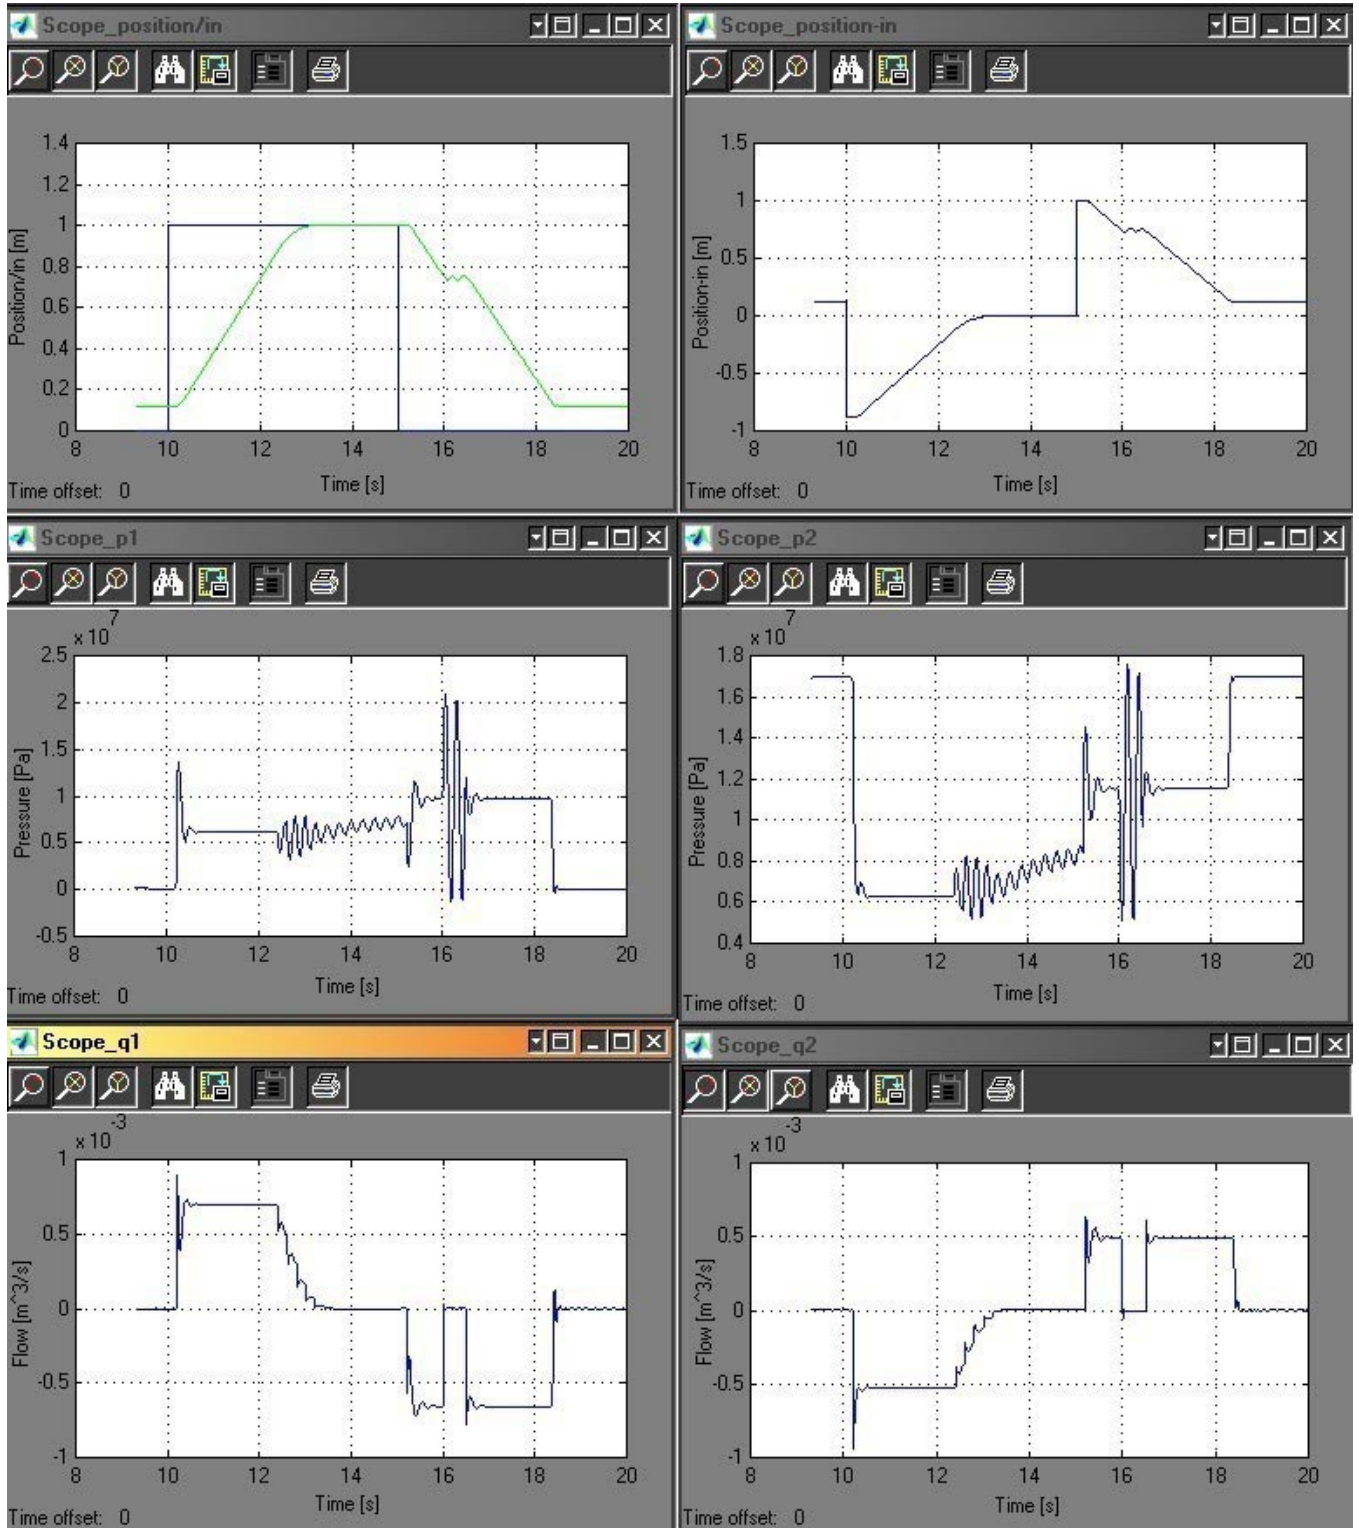 Scope_position/in
1.4
1.2
1
0.8
0.6
0.4
0.2
0
Position/in [m]
8 10 12 14 16 18 20
Time [s]
Time offset: 0
Scope_position-in
1.5
1
0.5
0
-0.5
-1
Position-in [m]
8 10 12 14 16 18 20
Time [s]
Time offset: 0
Scope_p1
x 10^7
2.5
2
1.5
1
0.5
0
-0.5
Pressure [Pa]
8 10 12 14 16 18 20
Time [s]
Time offset: 0
Scope_p2
x 10^7
1.8
1.6
1.4
1.2
1
0.8
0.6
0.4
Pressure [Pa]
8 10 12 14 16 18 20
Time [s]
Time offset: 0
Scope_q1
x 10^-3
1
0.5
0
-0.5
-1
Flow [m^3/s]
8 10 12 14 16 18 20
Time [s]
Time offset: 0
Scope_q2
x 10^-3
1
0.5
0
-0.5
-1
Flow [m^3/s]
8 10 12 14 16 18 20
Time [s]
Time offset: 0